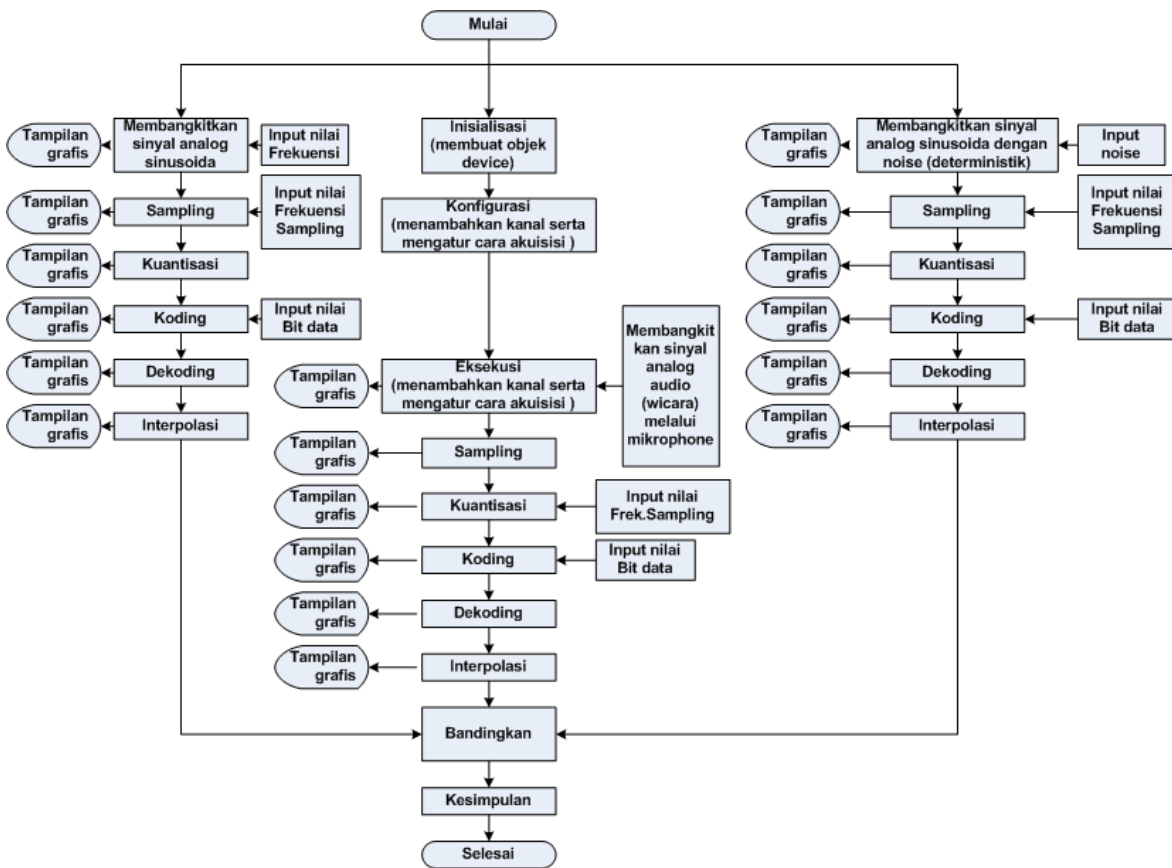 Mulai
Tampilan
grafis
Membangkitkan
sinyal analog
sinusoida
Input nilai
Frekuensi
Tampilan
grafis
Sampling
Input nilai
Frekuensi
Sampling
Tampilan
grafis
Kuantisasi
Tampilan
grafis
Koding
Input nilai
Bit data
Tampilan
grafis
Dekoding
Tampilan
grafis
Interpolasi
Inisialisasi
(membuat objek
device)
Konfigurasi
(menambahkan kanal serta
mengatur cara akuisisi )
Tampilan
grafis
Eksekusi
(menambahkan kanal serta
mengatur cara akuisisi )
Membangkit
kan sinyal
analog
audio
(wicara)
melalui
mikrophone
Tampilan
grafis
Sampling
Tampilan
grafis
Kuantisasi
Input nilai
Frek.Sampling
Tampilan
grafis
Koding
Input nilai
Bit data
Tampilan
grafis
Dekoding
Tampilan
grafis
Interpolasi
Tampilan
grafis
Membangkitkan sinyal
analog sinusoida dengan
noise (deterministik)
Input
noise
Tampilan
grafis
Sampling
Input nilai
Frekuensi
Sampling
Tampilan
grafis
Kuantisasi
Tampilan
grafis
Koding
Input nilai
Bit data
Tampilan
grafis
Dekoding
Tampilan
grafis
Interpolasi
Bandingkan
Kesimpulan
Selesai